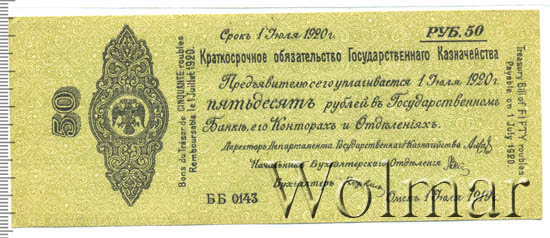 Срокъ 1 Іюля 1920 г.
РУБ. 50
Краткосрочное обязательство Государственнаго Казначейства
Предъявителю сего уплачивается 1 Іюля 1920 г.
пятьдесятъ рублей въ Государственномъ
Банкѣ, его Конторахъ и Отдѣленіяхъ.
Директоръ Департамента Государственнаго Казначейства
Начальникъ Бухгалтерскаго Отдѣленія
Бухгалтеръ
ББ 0143
Омскъ 1 Іюля 1919 г.
50
Bons du Trésor de CINQUANTE roubles
Remboursable le 1 Juillet 1920.
Treasury Bill of FIFTY roubles
Payable on 1 July 1920.
Wolmar